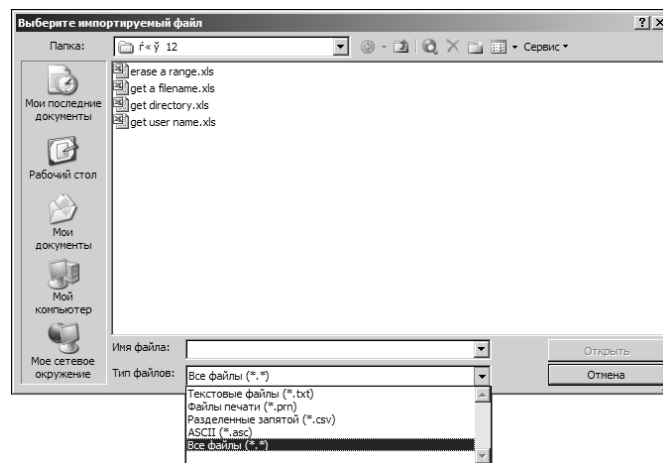 Выберите импортируемый файл
Папка:
ѓ«ў 12
Сервис
erase a range.xls
get a filename.xls
get directory.xls
get user name.xls
Мои последние
документы
Рабочий стол
Мои
документы
Мой
компьютер
Мое сетевое
окружение
Имя файла:
Открыть
Тип файлов:
Все файлы (*.*)
Отмена
Текстовые файлы (*.txt)
Файлы печати (*.prn)
Разделенные запятой (*.csv)
ASCII (*.asc)
Все файлы (*.*)